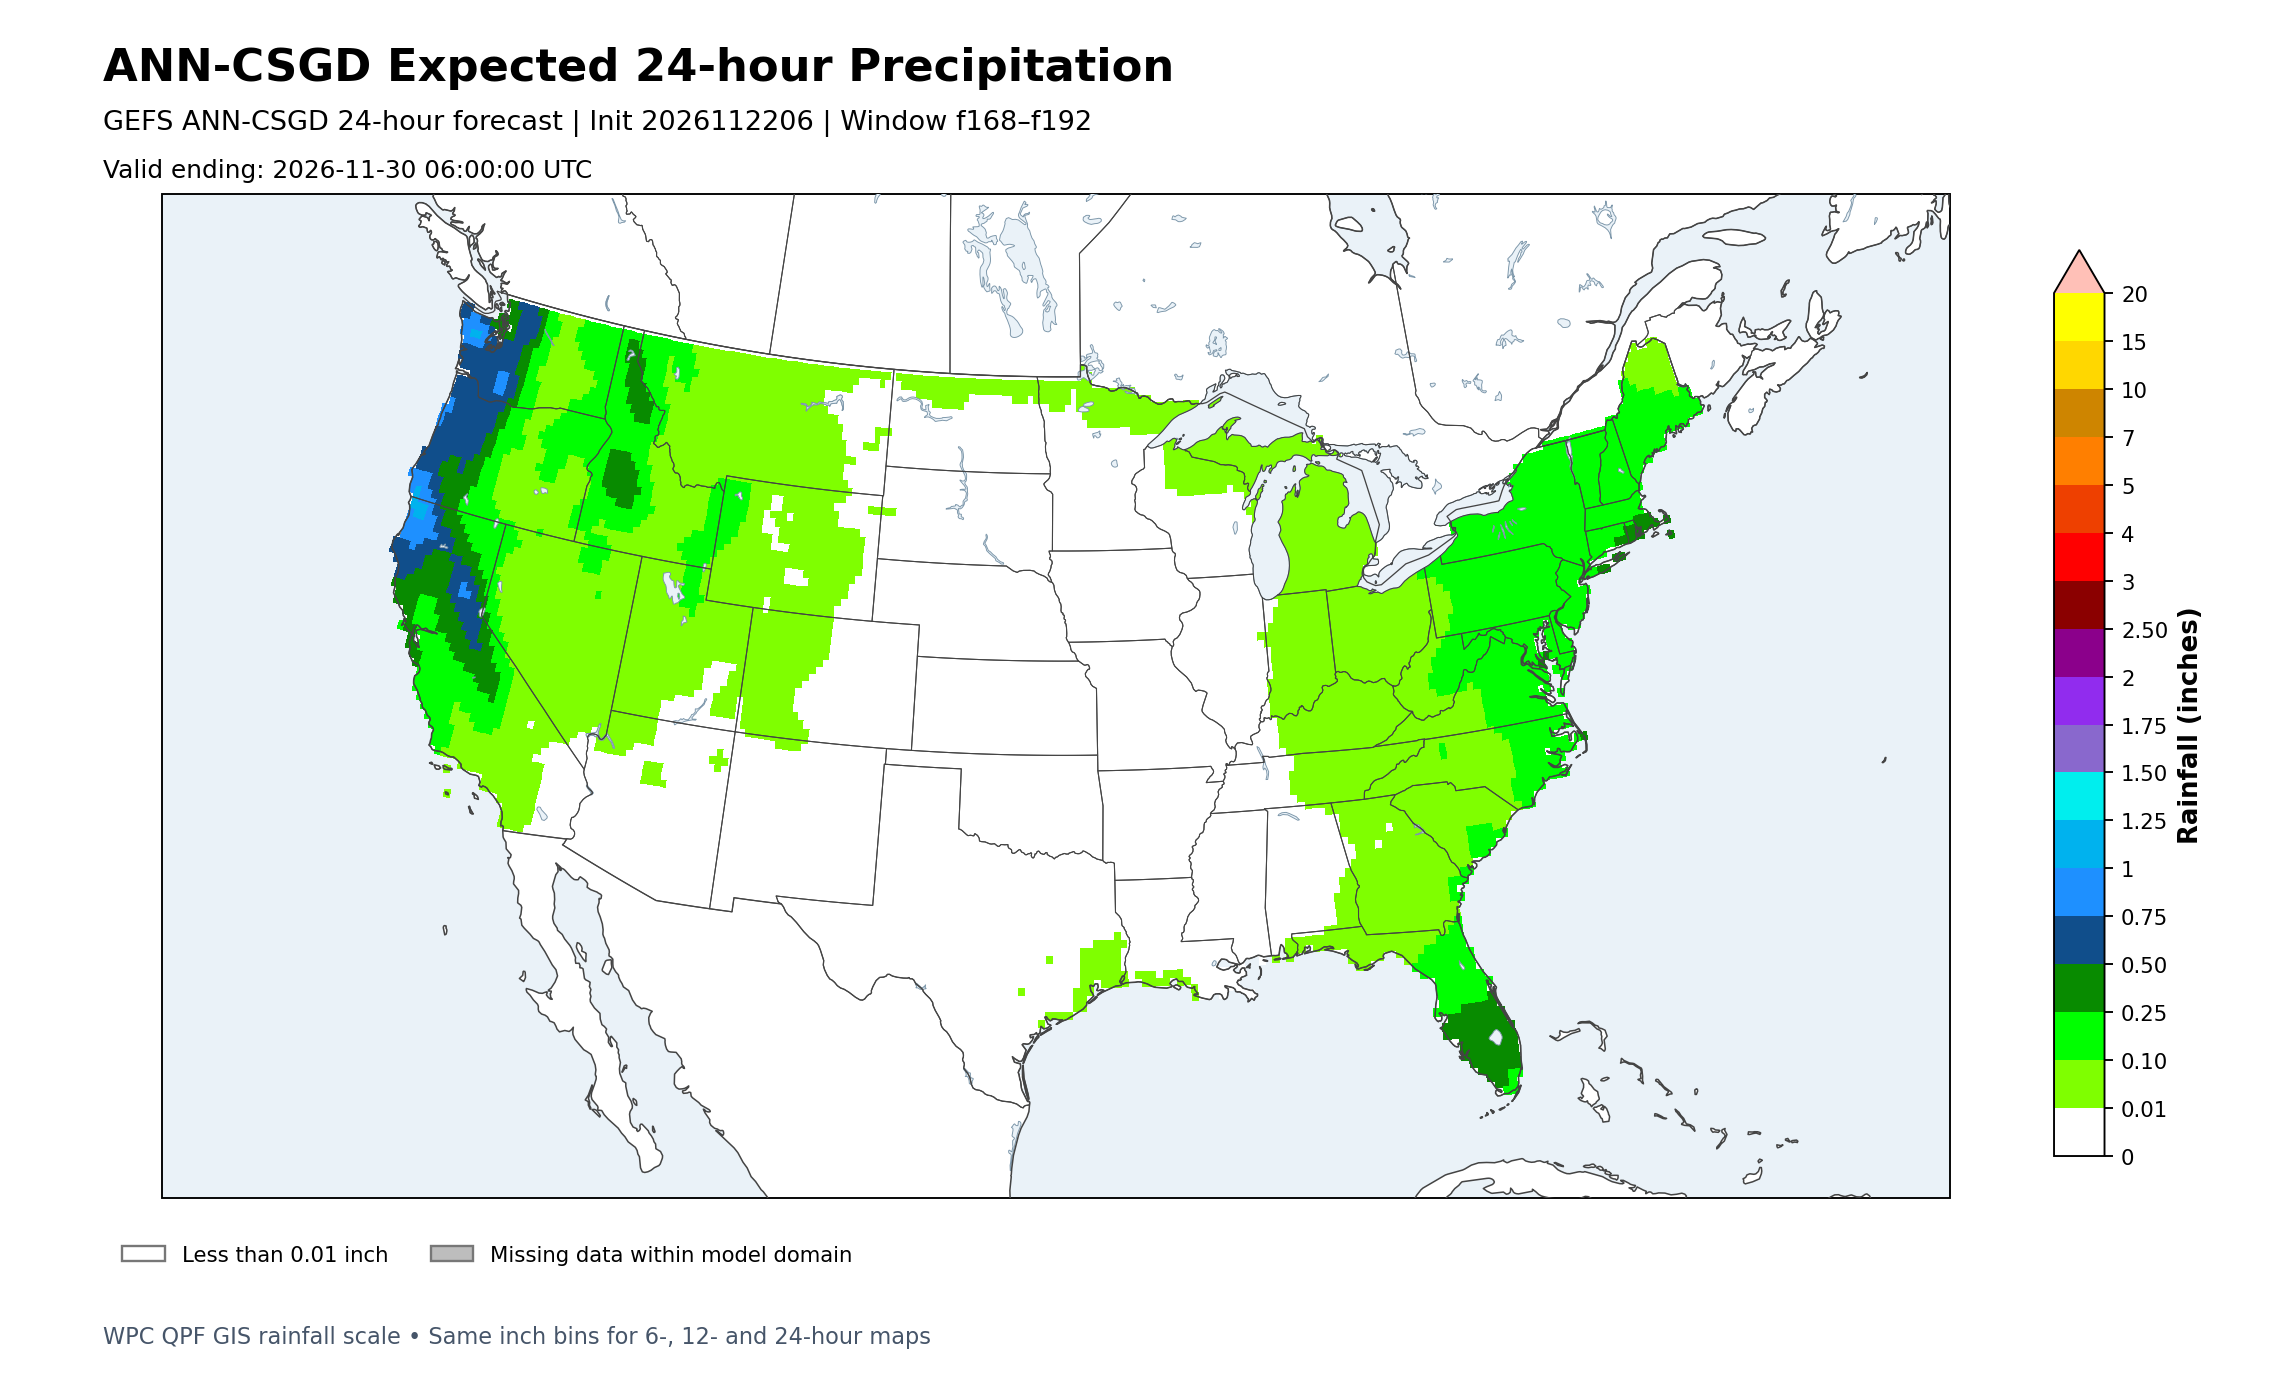 ANN-CSGD Expected 24-hour Precipitation
GEFS ANN-CSGD 24-hour forecast | Init 2026112206 | Window f168–f192
Valid ending: 2026-11-30 06:00:00 UTC
20
15
10
7
5
4
3
2.50
2
1.75
1.50
1.25
1
0.75
0.50
0.25
0.10
0.01
0
Rainfall (inches)
Less than 0.01 inch
Missing data within model domain
WPC QPF GIS rainfall scale • Same inch bins for 6-, 12- and 24-hour maps